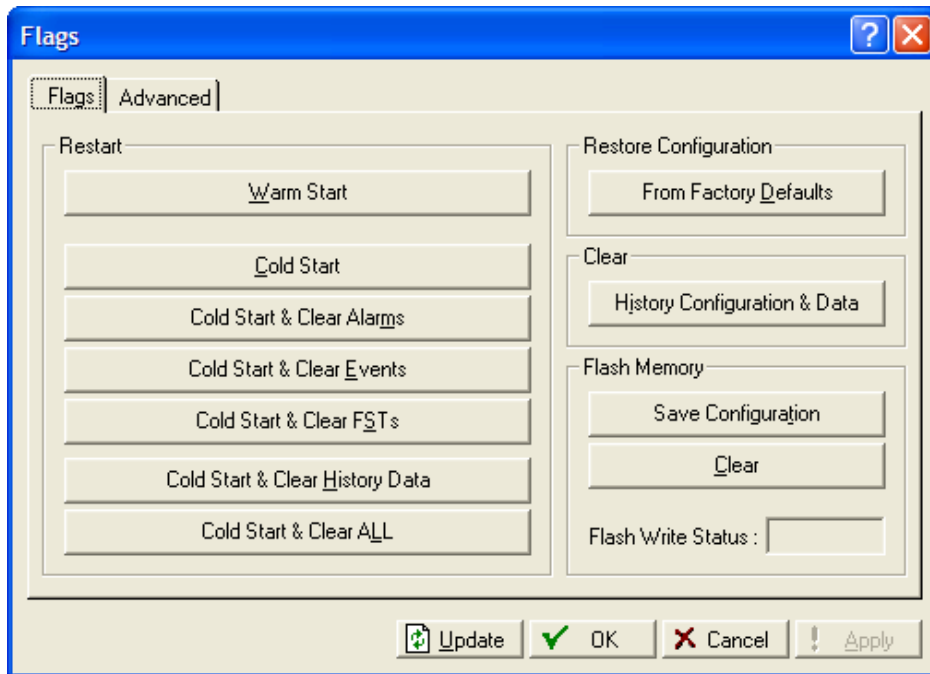 Flags
Flags Advanced
Restart
Warm Start
Cold Start
Cold Start & Clear Alarms
Cold Start & Clear Events
Cold Start & Clear FSTs
Cold Start & Clear History Data
Cold Start & Clear ALL
Restore Configuration
From Factory Defaults
Clear
History Configuration & Data
Flash Memory
Save Configuration
Clear
Flash Write Status :
Update OK Cancel Apply